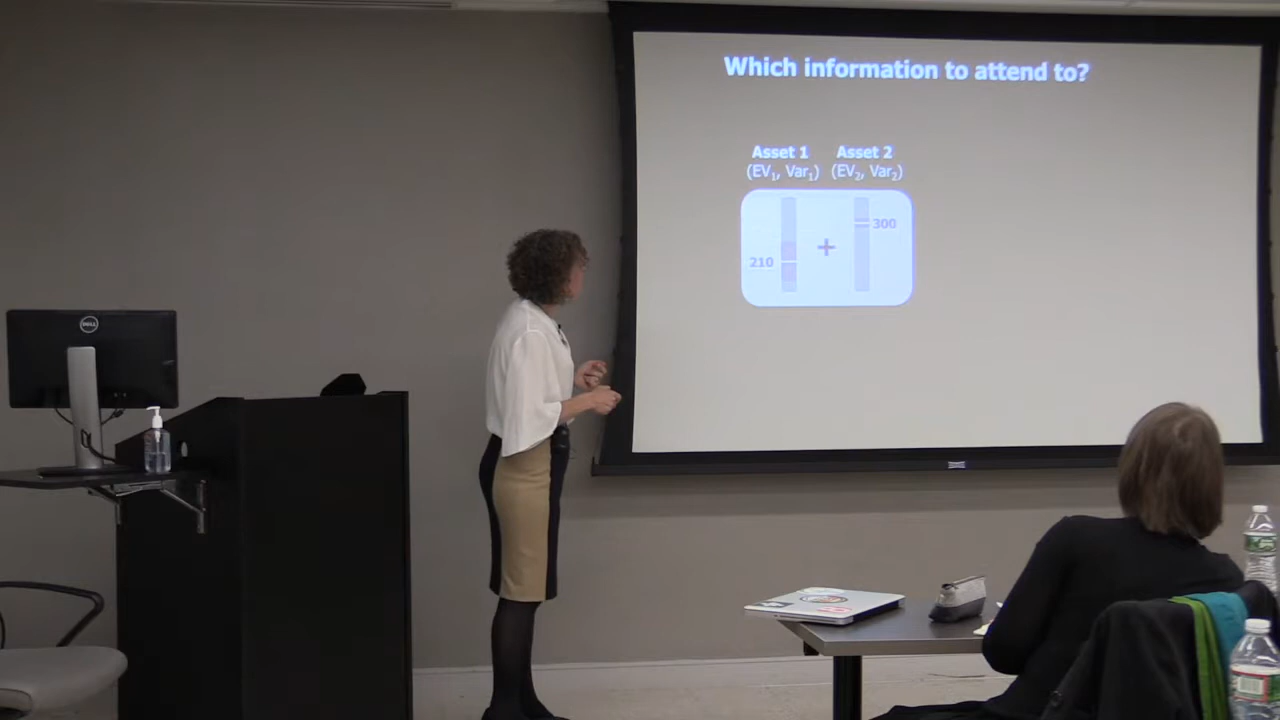 Which information to attend to?
Asset 1 Asset 2
(EV₁, Var₁) (EV₂, Var₂)
300
+
210
DELL